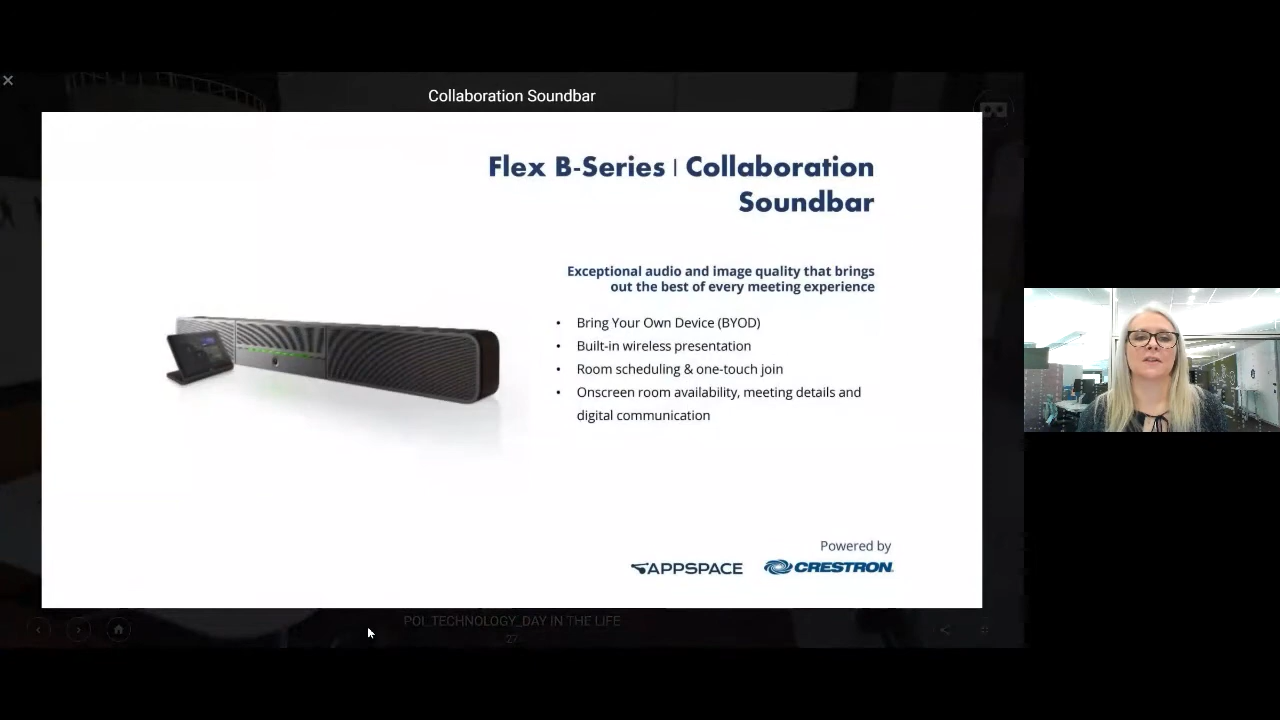 Collaboration Soundbar
Flex B-Series | Collaboration
Soundbar
Exceptional audio and image quality that brings
out the best of every meeting experience
• Bring Your Own Device (BYOD)
• Built-in wireless presentation
• Room scheduling & one-touch join
• Onscreen room availability, meeting details and
digital communication
Powered by
APPSPACE
CRESTRON
POI_TECHNOLOGY_DAY IN THE LIFE
27